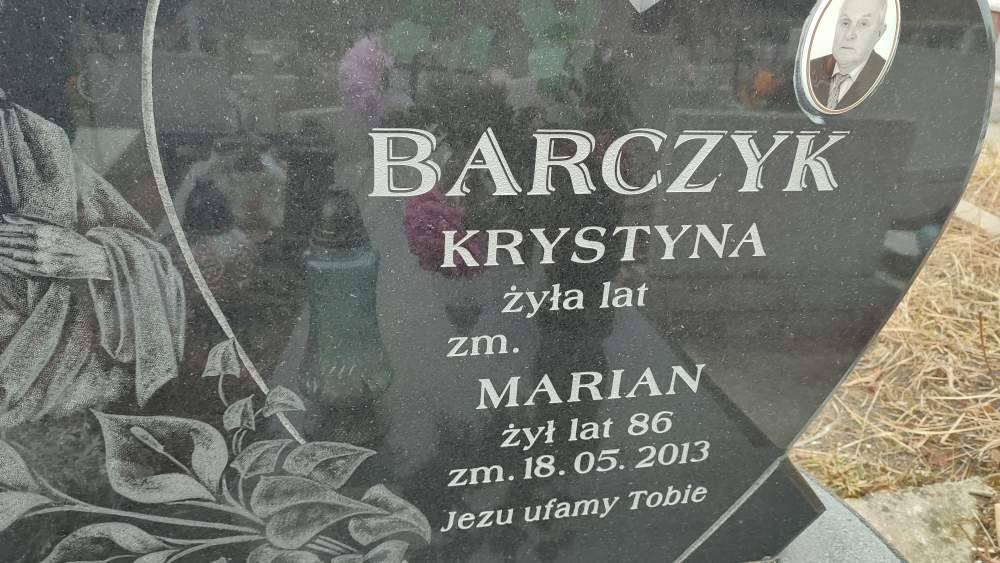 BARCZYK
KRYSTYNA
żyła lat
zm.
MARIAN
żył lat 86
zm. 18. 05. 2013
Jezu ufamy Tobie